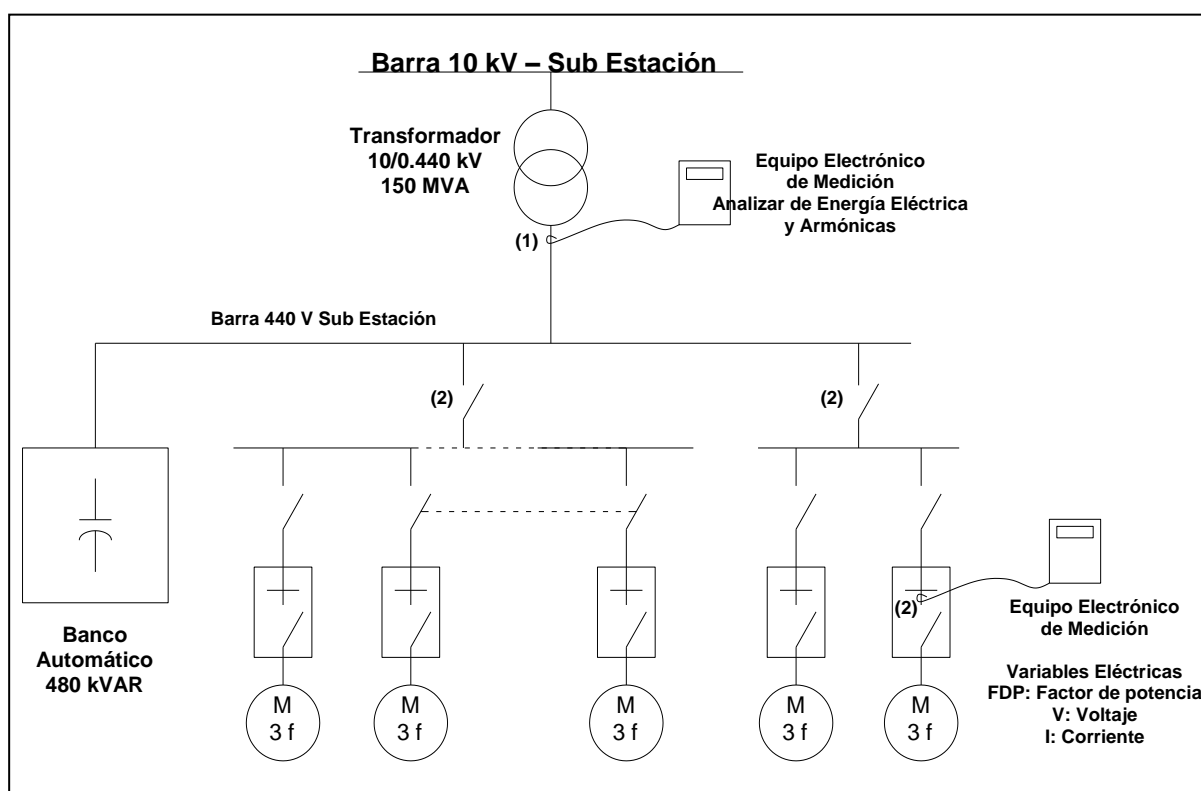 Barra 10 kV – Sub Estación
Transformador
10/0.440 kV
150 MVA
Equipo Electrónico
de Medición
Analizar de Energía Eléctrica
y Armónicas
(1)
Barra 440 V Sub Estación
(2)
(2)
(2)
Banco
Automático
480 kVAR
M
3 f
M
3 f
M
3 f
M
3 f
M
3 f
Equipo Electrónico
de Medición
Variables Eléctricas
FDP: Factor de potencia
V: Voltaje
I: Corriente